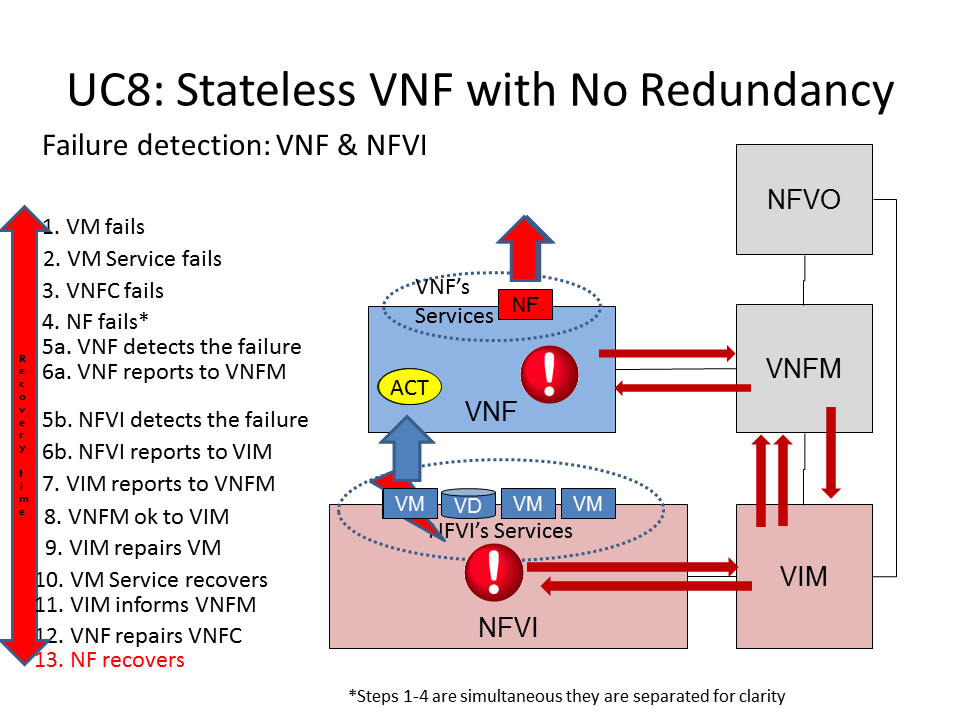 UC8: Stateless VNF with No Redundancy
Failure detection: VNF & NFVI
1. VM fails
2. VM Service fails
3. VNFC fails
4. NF fails*
5a. VNF detects the failure
6a. VNF reports to VNFM
5b. NFVI detects the failure
6b. NFVI reports to VIM
7. VIM reports to VNFM
8. VNFM ok to VIM
9. VIM repairs VM
10. VM Service recovers
11. VIM informs VNFM
12. VNF repairs VNFC
13. NF recovers
Recovery time
VNF's
Services
NF
ACT
VNF
VM
VD
VM
VM
NFVI's Services
NFVI
NFVO
VNFM
VIM
*Steps 1-4 are simultaneous they are separated for clarity